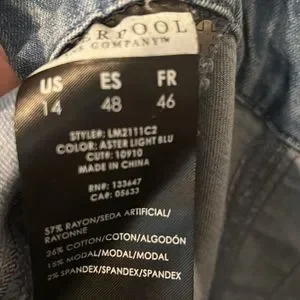 RPOOL
COMPANY™
US ES FR
14 48 46
STYLE#: LM2111C2
COLOR: ASTER LIGHT BLU
CUT#: 10910
MADE IN CHINA
RN#: 133647
CA#: 05633
57% RAYON/SEDA ARTIFICIAL/
RAYONNE
26% COTTON/COTON/ALGODÓN
15% MODAL/MODAL/MODAL
2% SPANDEX/SPANDEX/SPANDEX